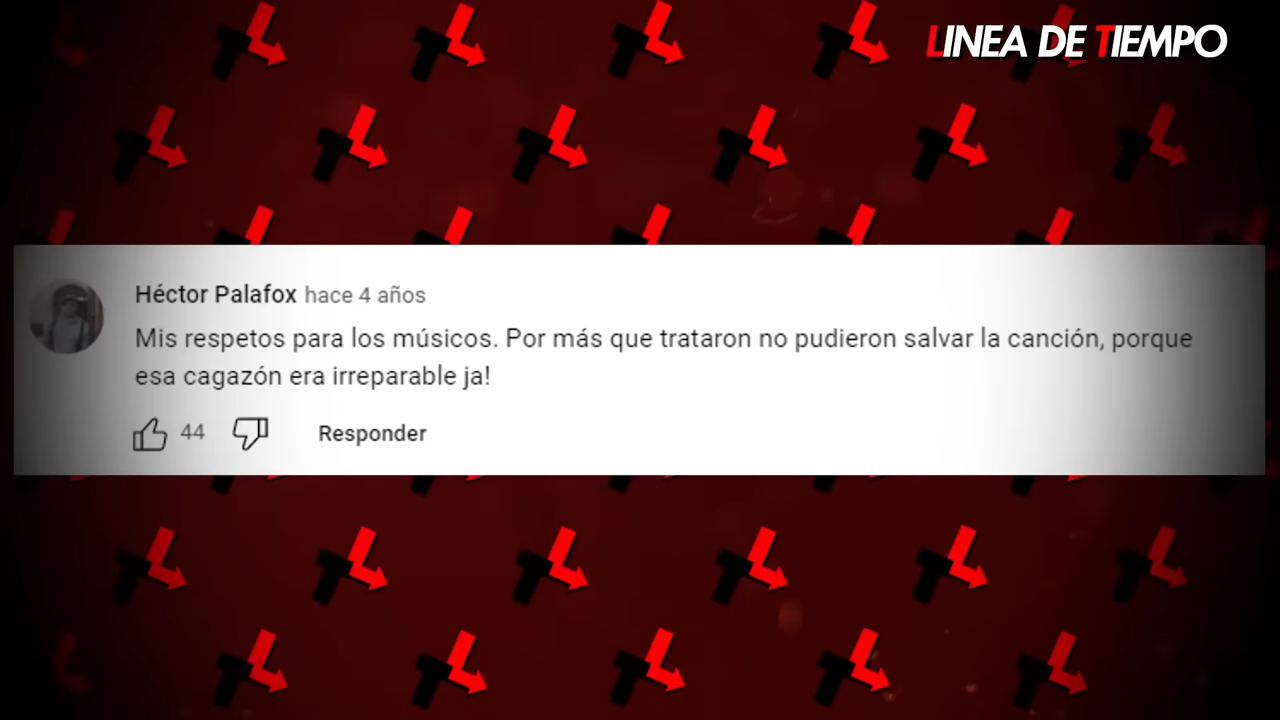 LINEA DE TIEMPO
Héctor Palafox hace 4 años
Mis respetos para los músicos. Por más que trataron no pudieron salvar la canción, porque
esa cagazón era irreparable ja!
44 Responder